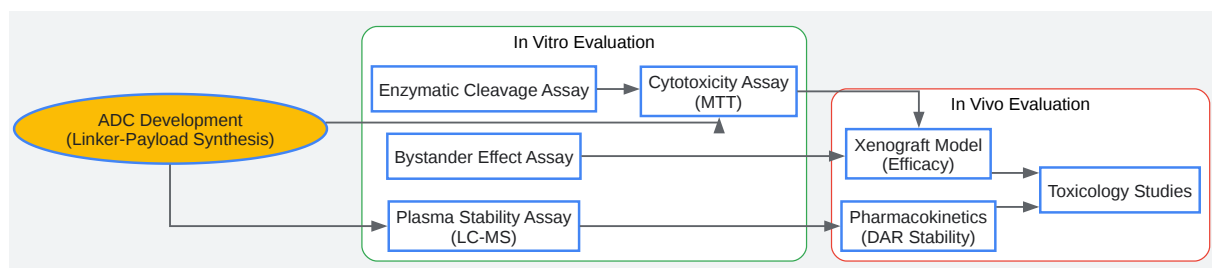 ADC Development
(Linker-Payload Synthesis)
In Vitro Evaluation
Enzymatic Cleavage Assay
Cytotoxicity Assay
(MTT)
Bystander Effect Assay
Plasma Stability Assay
(LC-MS)
In Vivo Evaluation
Xenograft Model
(Efficacy)
Pharmacokinetics
(DAR Stability)
Toxicology Studies